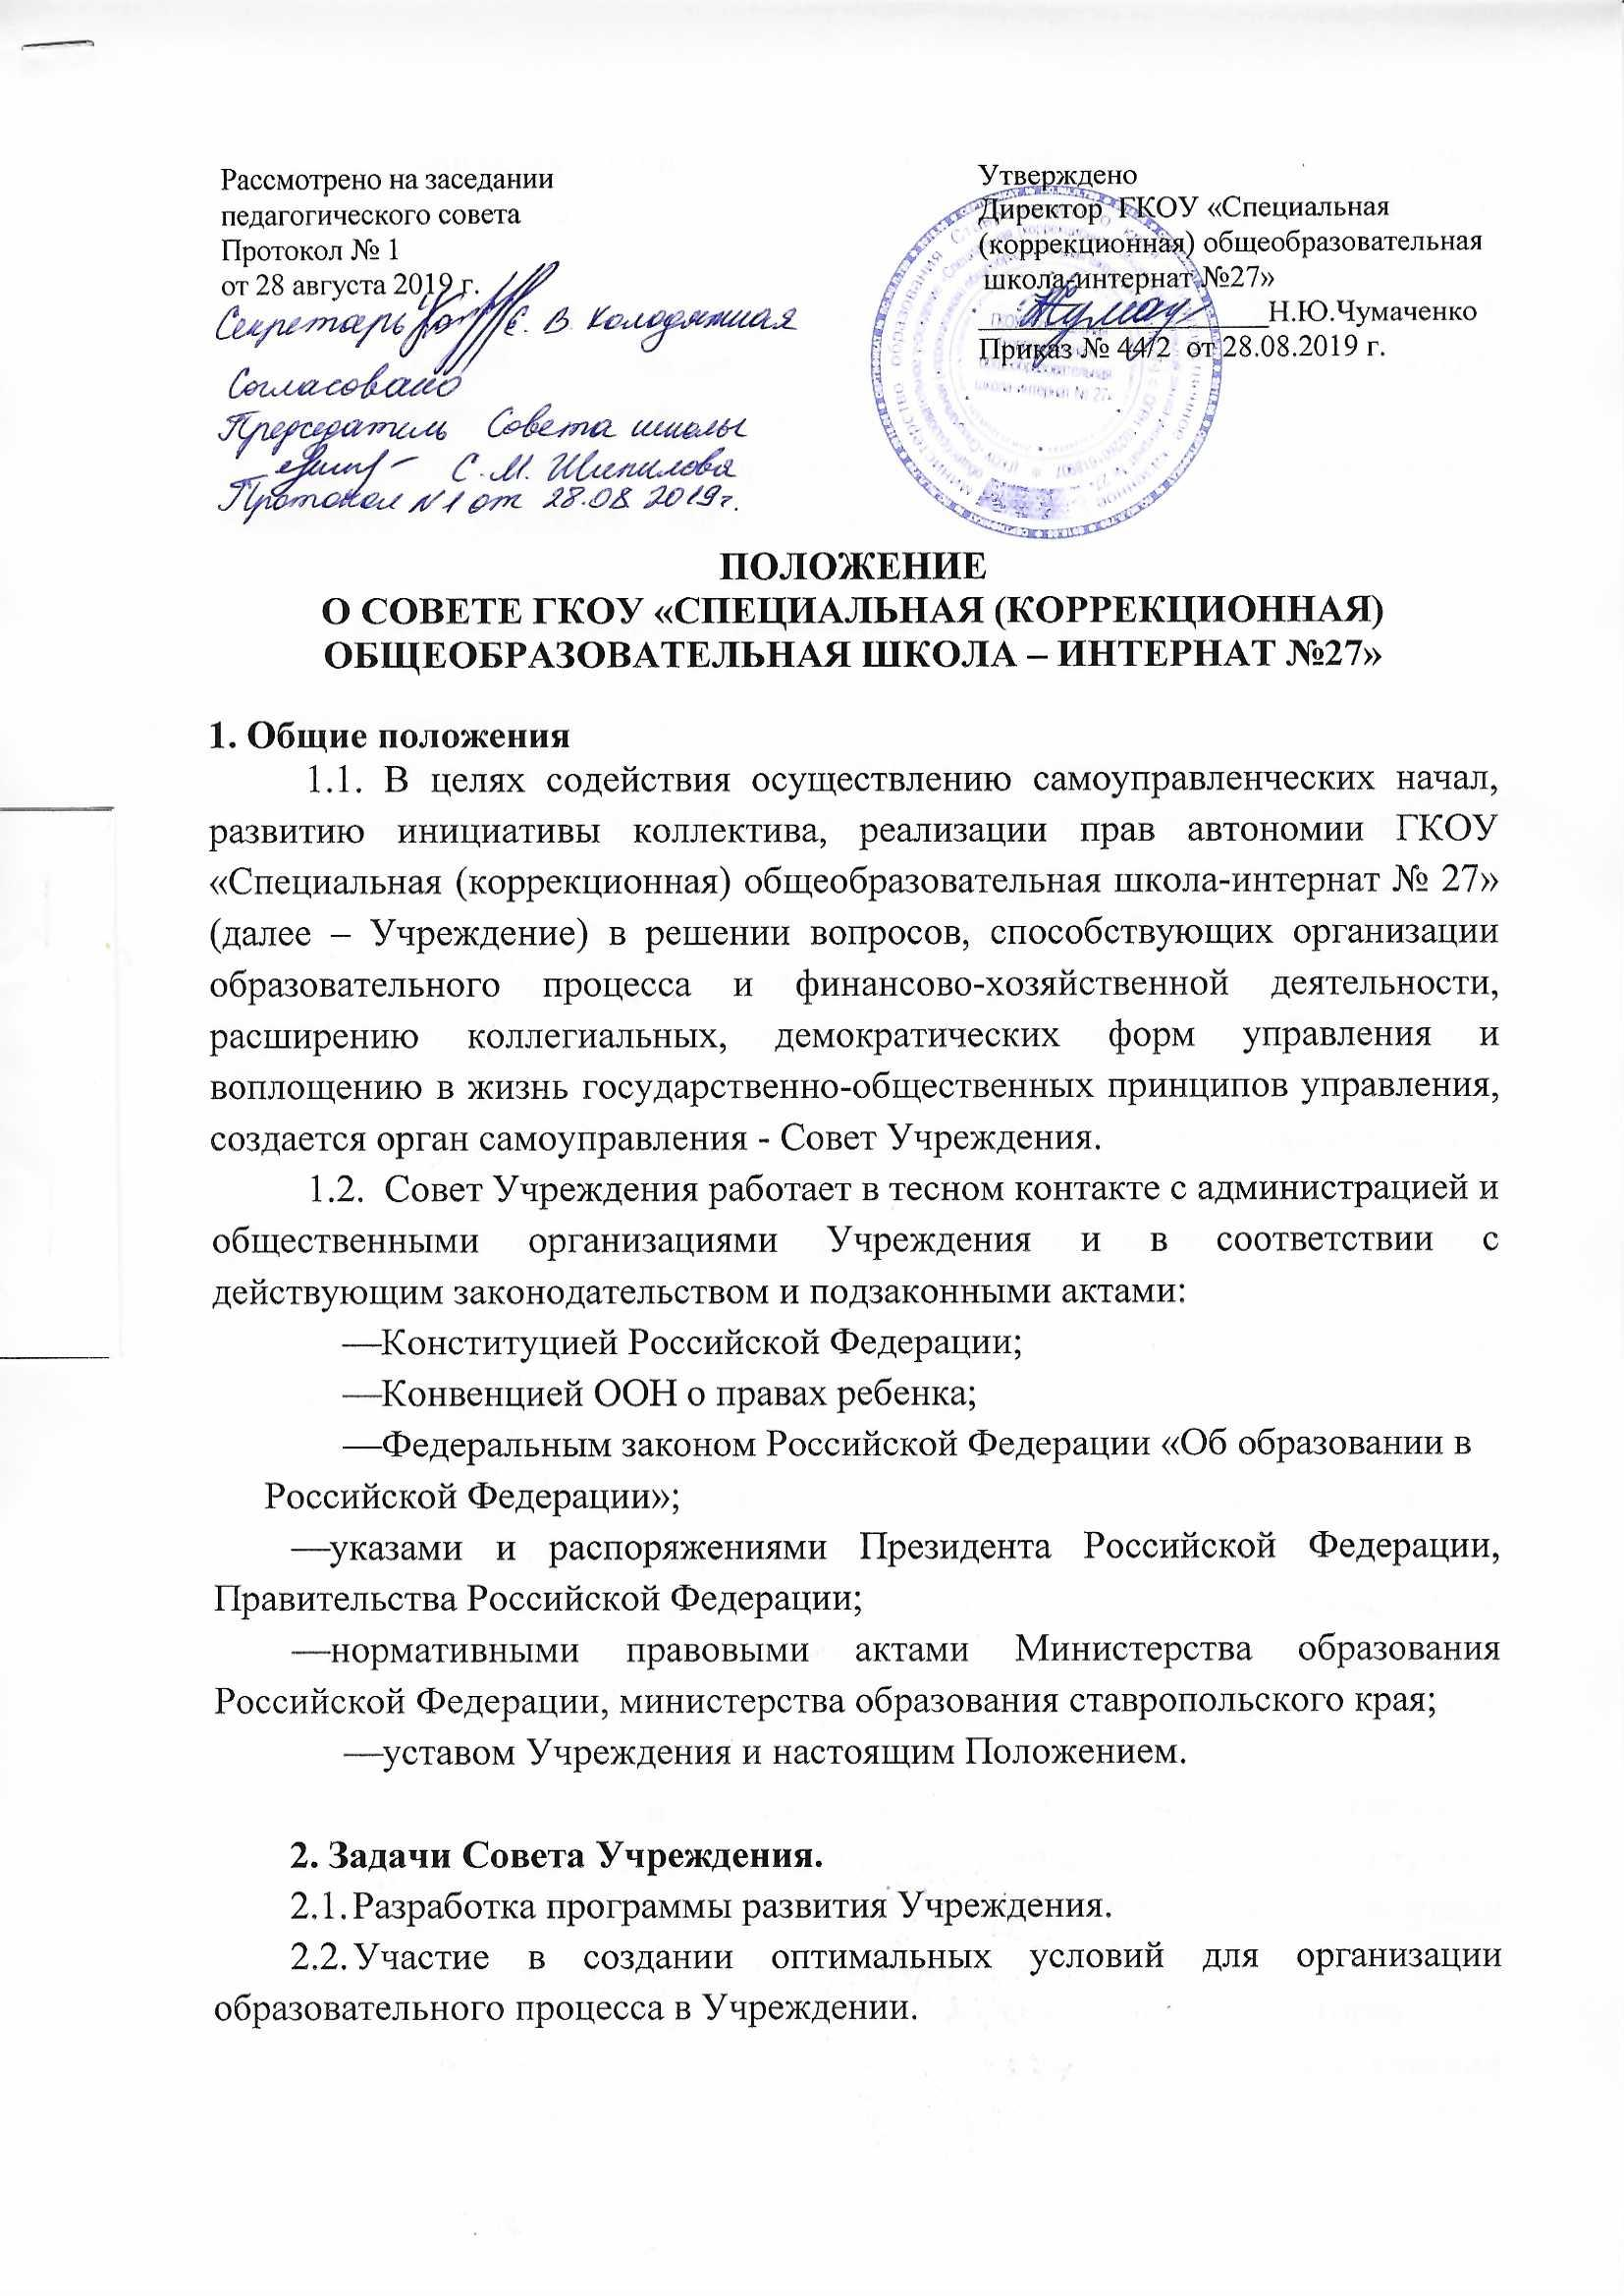 Рассмотрено на заседании
педагогического совета
Протокол № 1
от 28 августа 2019 г.
Секретарь Е. В. Колодяжная
Согласовано
Председатель Совета школы
С. М. Шипилова
Протокол №1 от 28.08.2019г.
Утверждено
Директор ГКОУ «Специальная
(коррекционная) общеобразовательная
школа-интернат №27»
Н.Ю.Чумаченко
Приказ № 44/2 от 28.08.2019 г.
ПОЛОЖЕНИЕ
О СОВЕТЕ ГКОУ «СПЕЦИАЛЬНАЯ (КОРРЕКЦИОННАЯ)
ОБЩЕОБРАЗОВАТЕЛЬНАЯ ШКОЛА – ИНТЕРНАТ №27»
1. Общие положения
1.1. В целях содействия осуществлению самоуправленческих начал,
развитию инициативы коллектива, реализации прав автономии ГКОУ
«Специальная (коррекционная) общеобразовательная школа-интернат № 27»
(далее – Учреждение) в решении вопросов, способствующих организации
образовательного процесса и финансово-хозяйственной деятельности,
расширению коллегиальных, демократических форм управления и
воплощению в жизнь государственно-общественных принципов управления,
создается орган самоуправления - Совет Учреждения.
1.2. Совет Учреждения работает в тесном контакте с администрацией и
общественными организациями Учреждения и в соответствии с
действующим законодательством и подзаконными актами:
—Конституцией Российской Федерации;
—Конвенцией ООН о правах ребенка;
—Федеральным законом Российской Федерации «Об образовании в
Российской Федерации»;
—указами и распоряжениями Президента Российской Федерации,
Правительства Российской Федерации;
—нормативными правовыми актами Министерства образования
Российской Федерации, министерства образования ставропольского края;
—уставом Учреждения и настоящим Положением.
2. Задачи Совета Учреждения.
2.1. Разработка программы развития Учреждения.
2.2. Участие в создании оптимальных условий для организации
образовательного процесса в Учреждении.